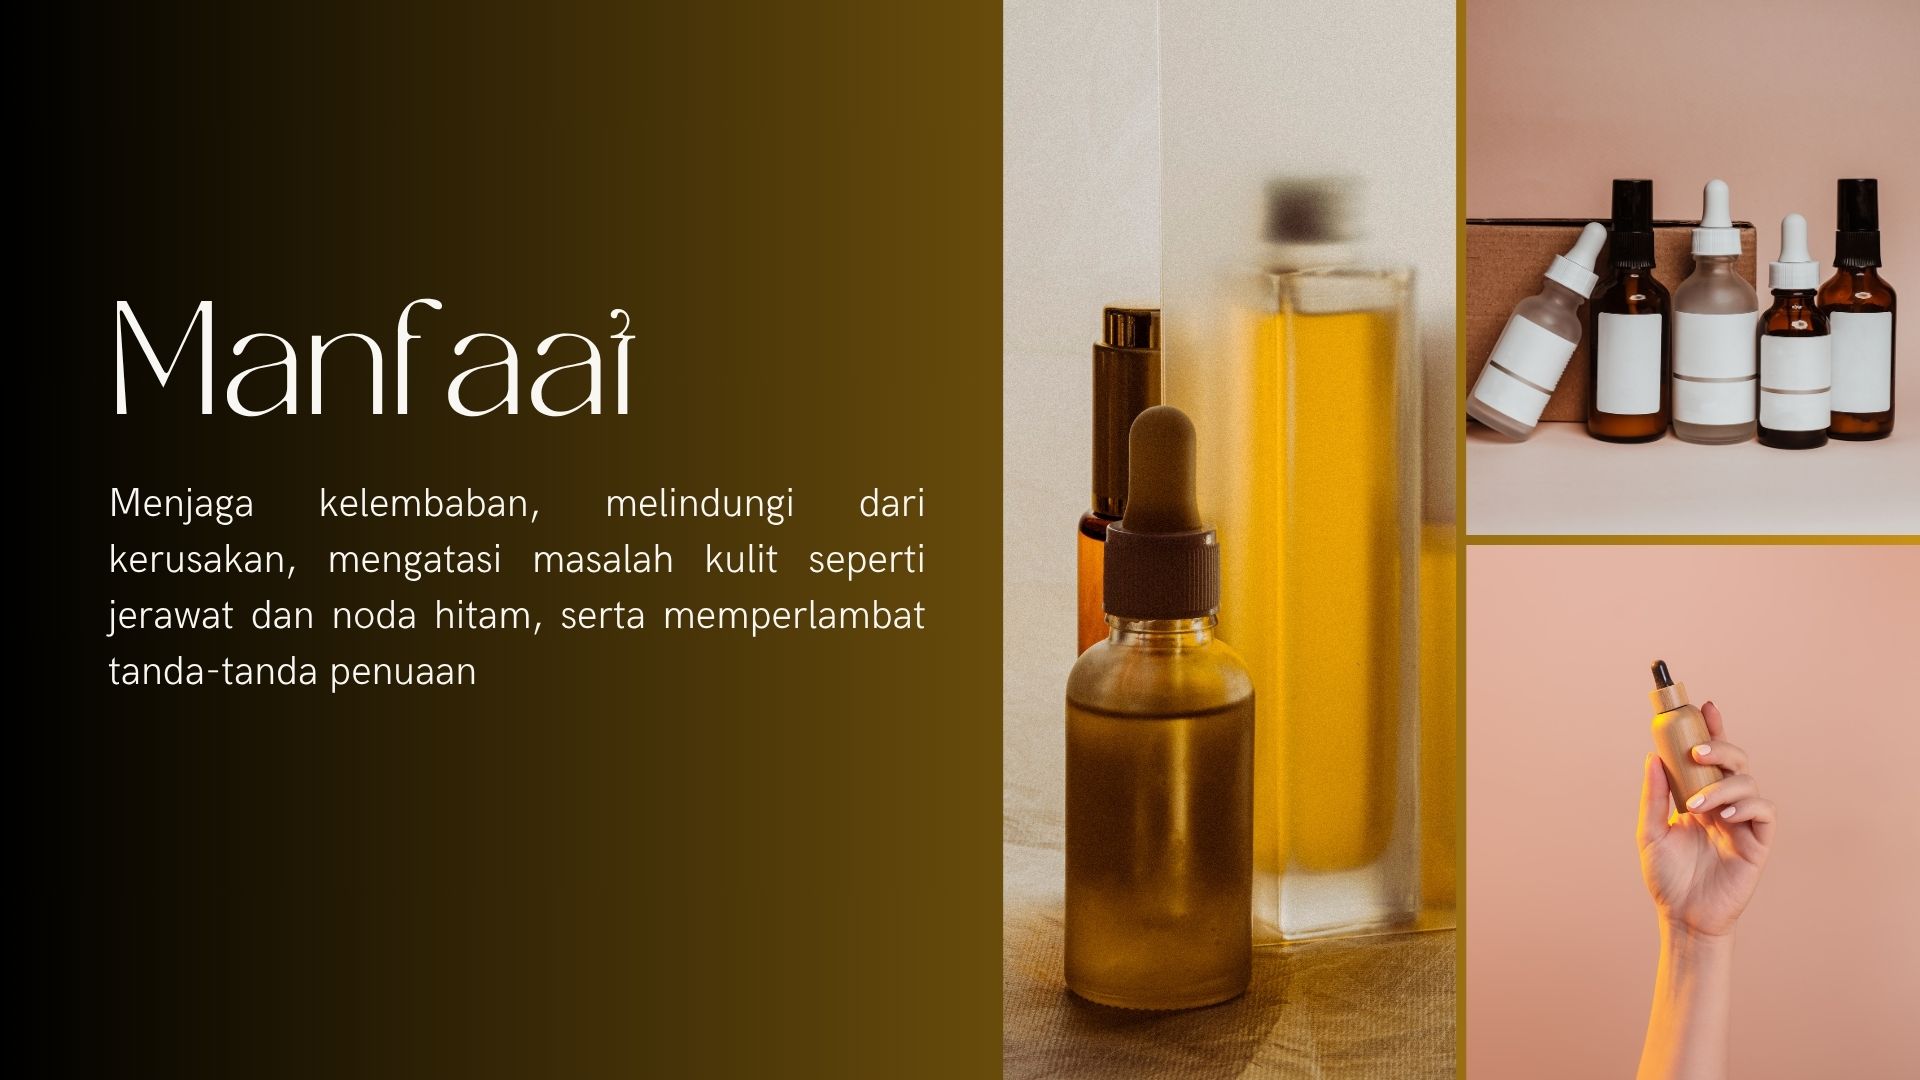 Manfaat
Menjaga kelembaban, melindungi dari
kerusakan, mengatasi masalah kulit seperti
jerawat dan noda hitam, serta memperlambat
tanda-tanda penuaan